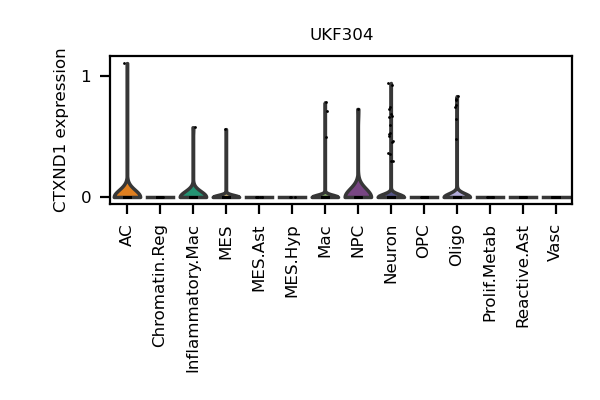 UKF304
CTXND1 expression
1
0
AC
Chromatin.Reg
Inflammatory.Mac
MES
MES.Ast
MES.Hyp
Mac
NPC
Neuron
OPC
Oligo
Prolif.Metab
Reactive.Ast
Vasc